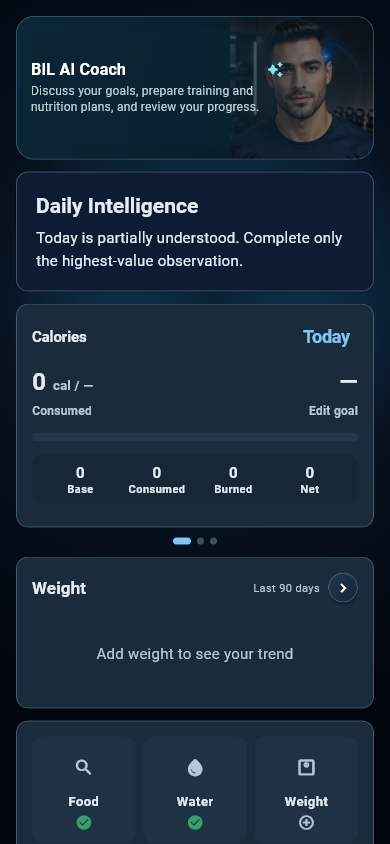 BIL AI Coach
Discuss your goals, prepare training and
nutrition plans, and review your progress.
Daily Intelligence
Today is partially understood. Complete only
the highest-value observation.
Calories
Today
0 cal / —
—
Consumed
Edit goal
0 0 0 0
Base Consumed Burned Net
Weight
Last 90 days
Add weight to see your trend
Food Water Weight